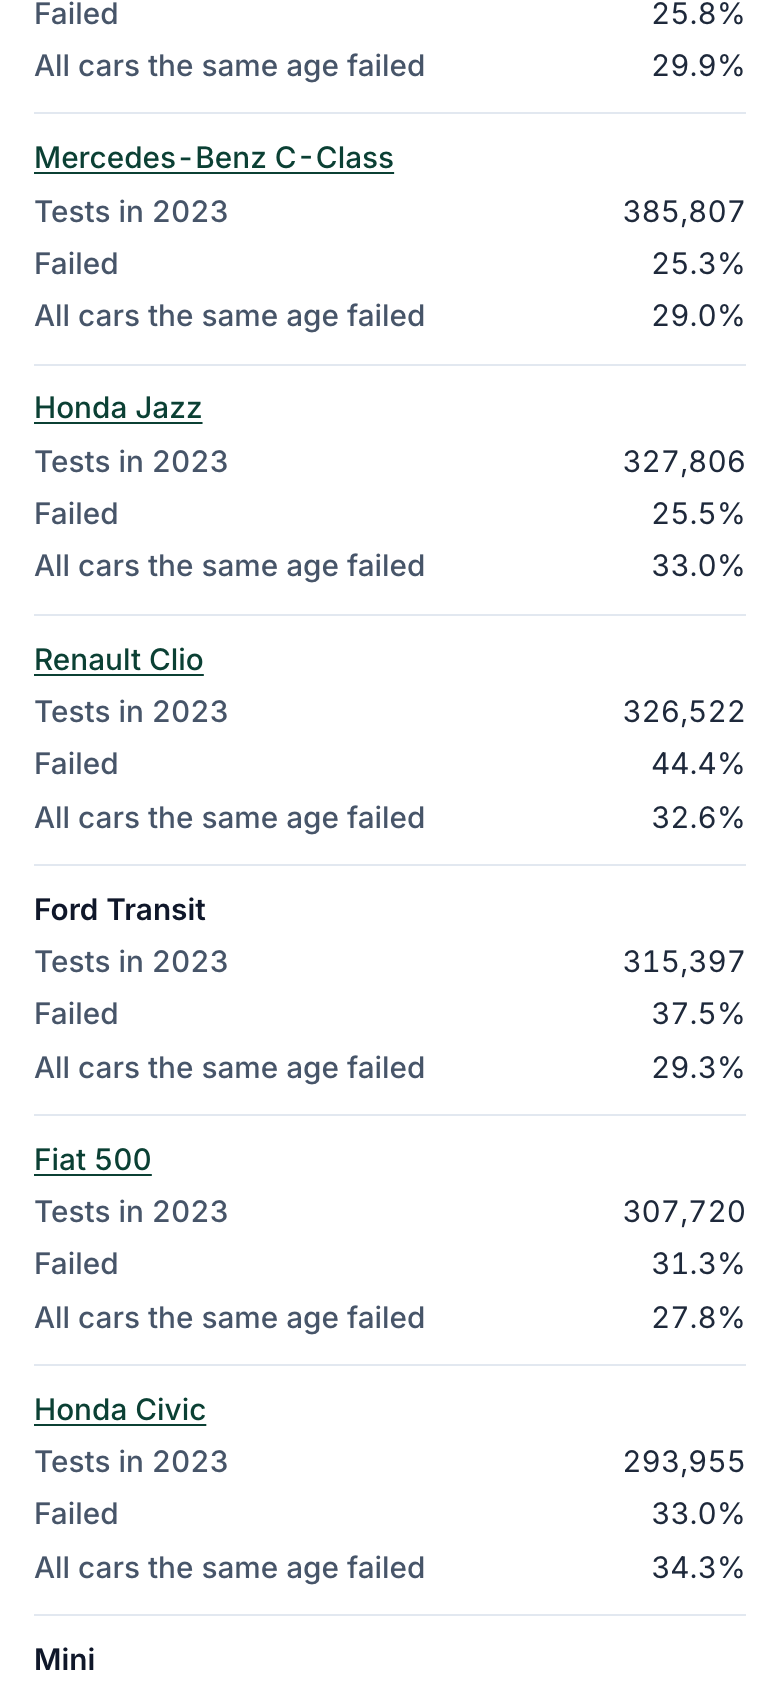 Failed 25.8%
All cars the same age failed 29.9%
Mercedes-Benz C-Class
Tests in 2023 385,807
Failed 25.3%
All cars the same age failed 29.0%
Honda Jazz
Tests in 2023 327,806
Failed 25.5%
All cars the same age failed 33.0%
Renault Clio
Tests in 2023 326,522
Failed 44.4%
All cars the same age failed 32.6%
Ford Transit
Tests in 2023 315,397
Failed 37.5%
All cars the same age failed 29.3%
Fiat 500
Tests in 2023 307,720
Failed 31.3%
All cars the same age failed 27.8%
Honda Civic
Tests in 2023 293,955
Failed 33.0%
All cars the same age failed 34.3%
Mini